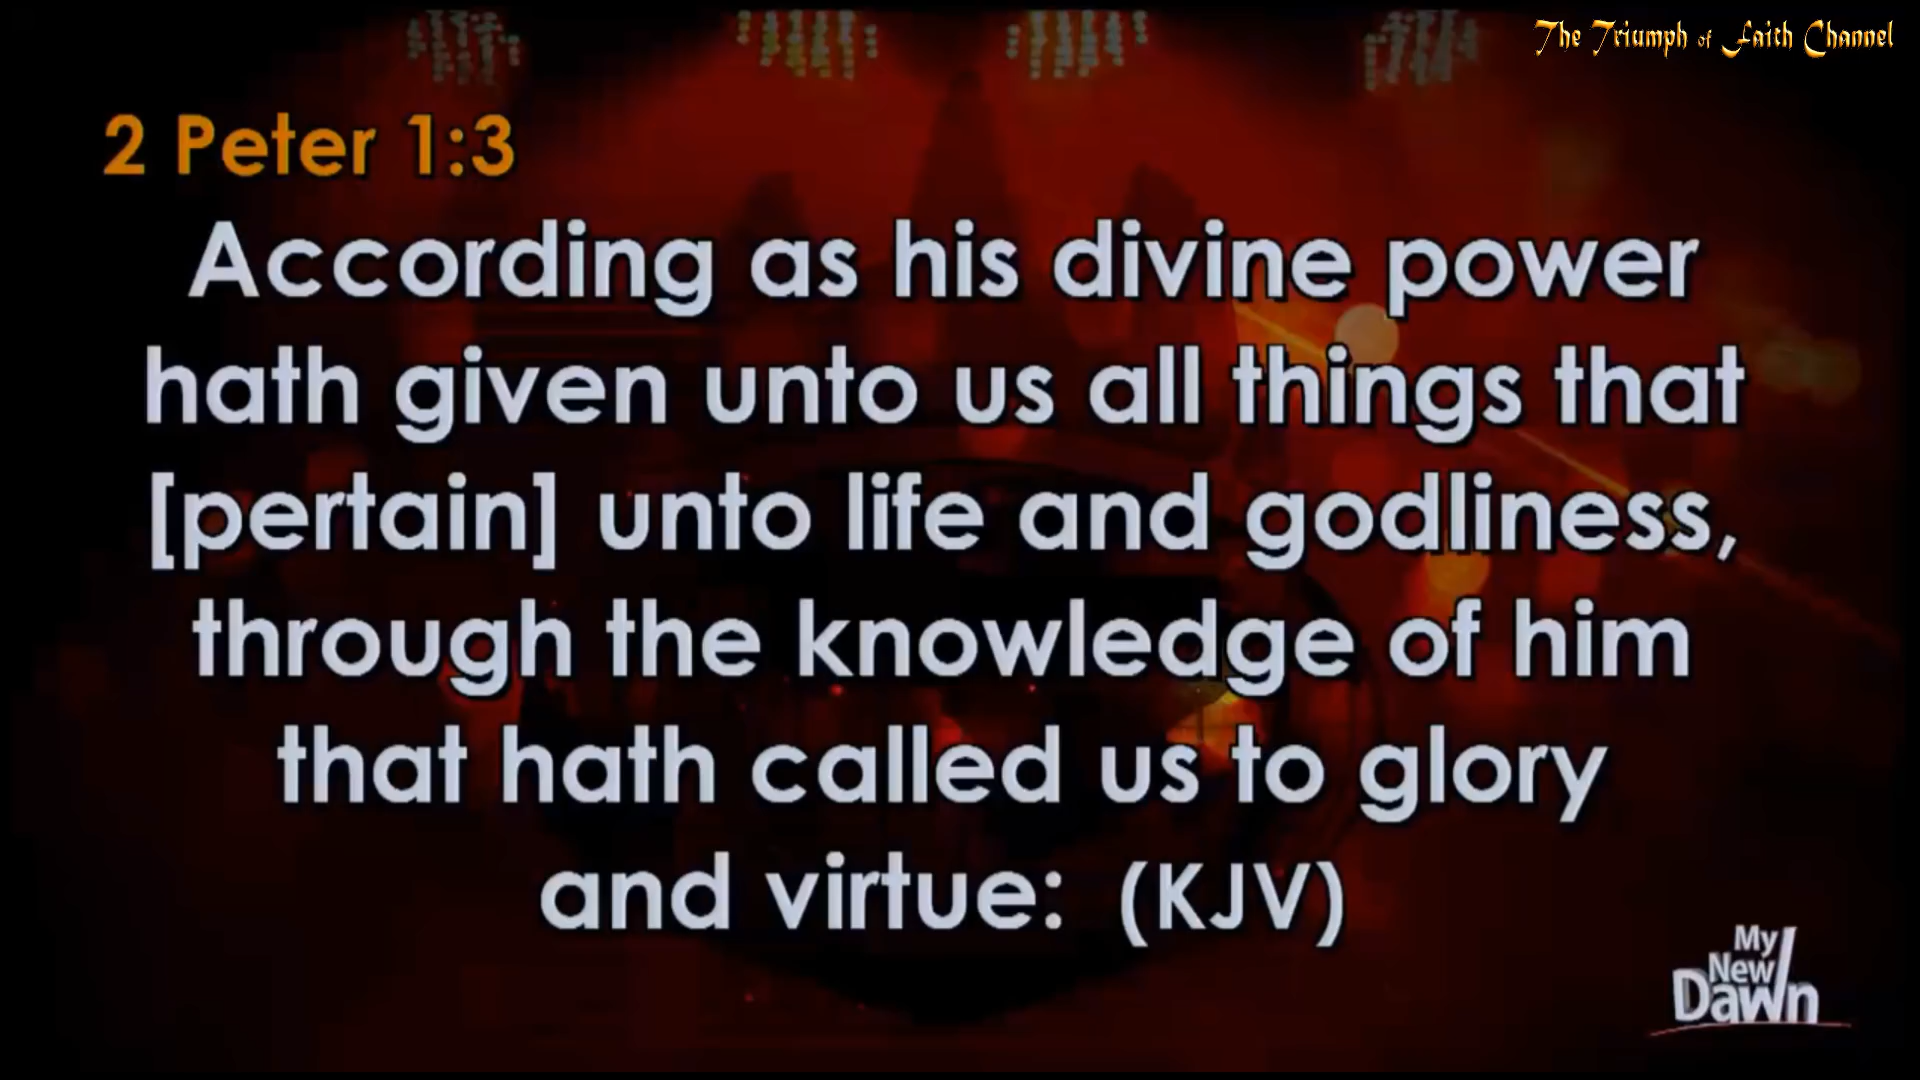 The Triumph of Faith Channel
2 Peter 1:3
According as his divine power
hath given unto us all things that
[pertain] unto life and godliness,
through the knowledge of him
that hath called us to glory
and virtue: (KJV)
My
New
Dawn